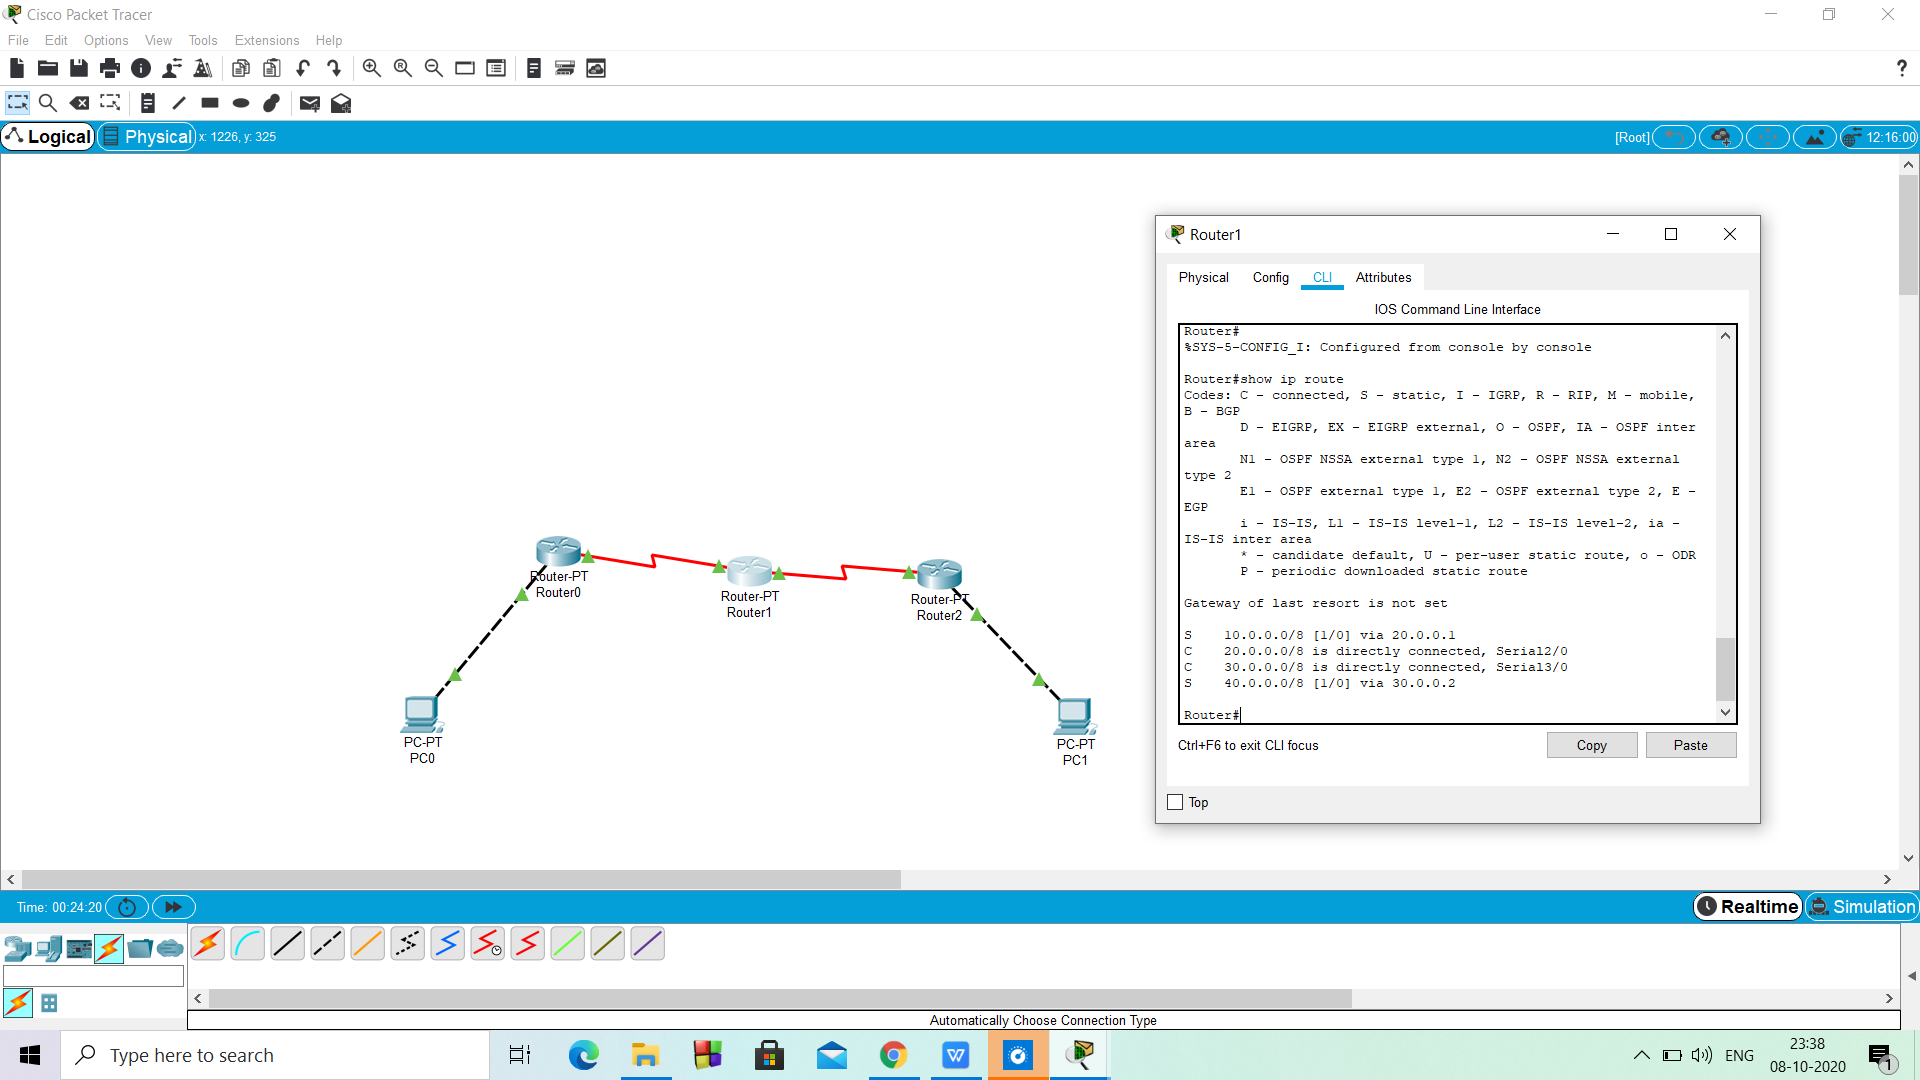 Cisco Packet Tracer
File Edit Options View Tools Extensions Help
?
Logical Physical x: 1226, y: 325 [Root] 12:16:00
Router1
Physical Config CLI Attributes
IOS Command Line Interface
Router#
%SYS-5-CONFIG_I: Configured from console by console
Router#show ip route
Codes: C - connected, S - static, I - IGRP, R - RIP, M - mobile,
B - BGP
D - EIGRP, EX - EIGRP external, O - OSPF, IA - OSPF inter
area
N1 - OSPF NSSA external type 1, N2 - OSPF NSSA external
type 2
E1 - OSPF external type 1, E2 - OSPF external type 2, E -
EGP
i - IS-IS, L1 - IS-IS level-1, L2 - IS-IS level-2, ia -
IS-IS inter area
* - candidate default, U - per-user static route, o - ODR
P - periodic downloaded static route
Gateway of last resort is not set
S 10.0.0.0/8 [1/0] via 20.0.0.1
C 20.0.0.0/8 is directly connected, Serial2/0
C 30.0.0.0/8 is directly connected, Serial3/0
S 40.0.0.0/8 [1/0] via 30.0.0.2
Router#
Ctrl+F6 to exit CLI focus
Copy Paste
Top
Router-PT
Router0
Router-PT
Router1
Router-PT
Router2
PC-PT
PC0
PC-PT
PC1
Time: 00:24:20
Realtime Simulation
Automatically Choose Connection Type
Type here to search
ENG
23:38
08-10-2020
1